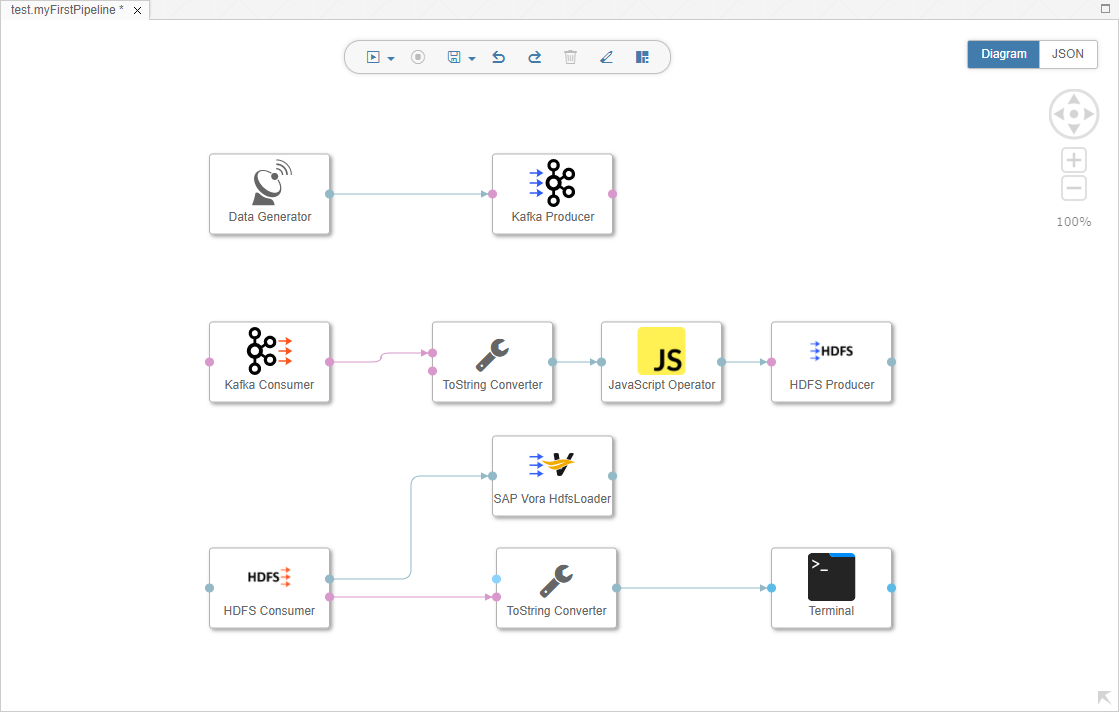 test.myFirstPipeline *
Diagram JSON
100%
Data Generator
Kafka Producer
Kafka Consumer
ToString Converter
JS
JavaScript Operator
HDFS
HDFS Producer
SAP Vora HdfsLoader
HDFS
HDFS Consumer
ToString Converter
>_
Terminal